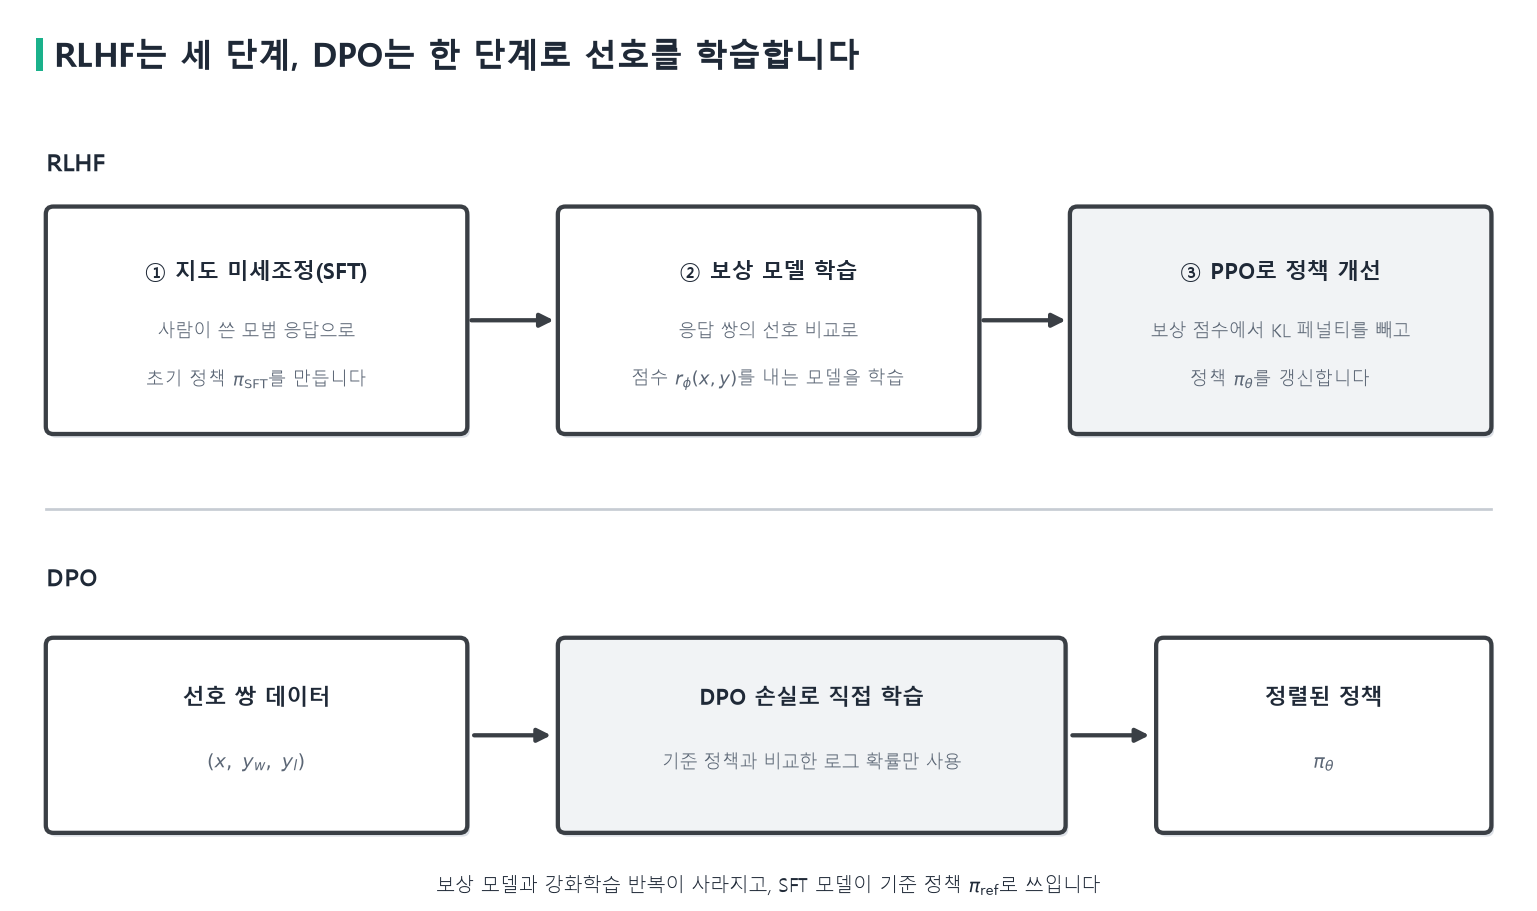 RLHF는 세 단계, DPO는 한 단계로 선호를 학습합니다
RLHF
① 지도 미세조정(SFT)
사람이 쓴 모범 응답으로
초기 정책 π_SFT를 만듭니다
② 보상 모델 학습
응답 쌍의 선호 비교로
점수 r_ϕ(x, y)를 내는 모델을 학습
③ PPO로 정책 개선
보상 점수에서 KL 페널티를 빼고
정책 π_θ를 갱신합니다
DPO
선호 쌍 데이터
(x, y_w, y_l)
DPO 손실로 직접 학습
기준 정책과 비교한 로그 확률만 사용
정렬된 정책
π_θ
보상 모델과 강화학습 반복이 사라지고, SFT 모델이 기준 정책 π_ref로 쓰입니다